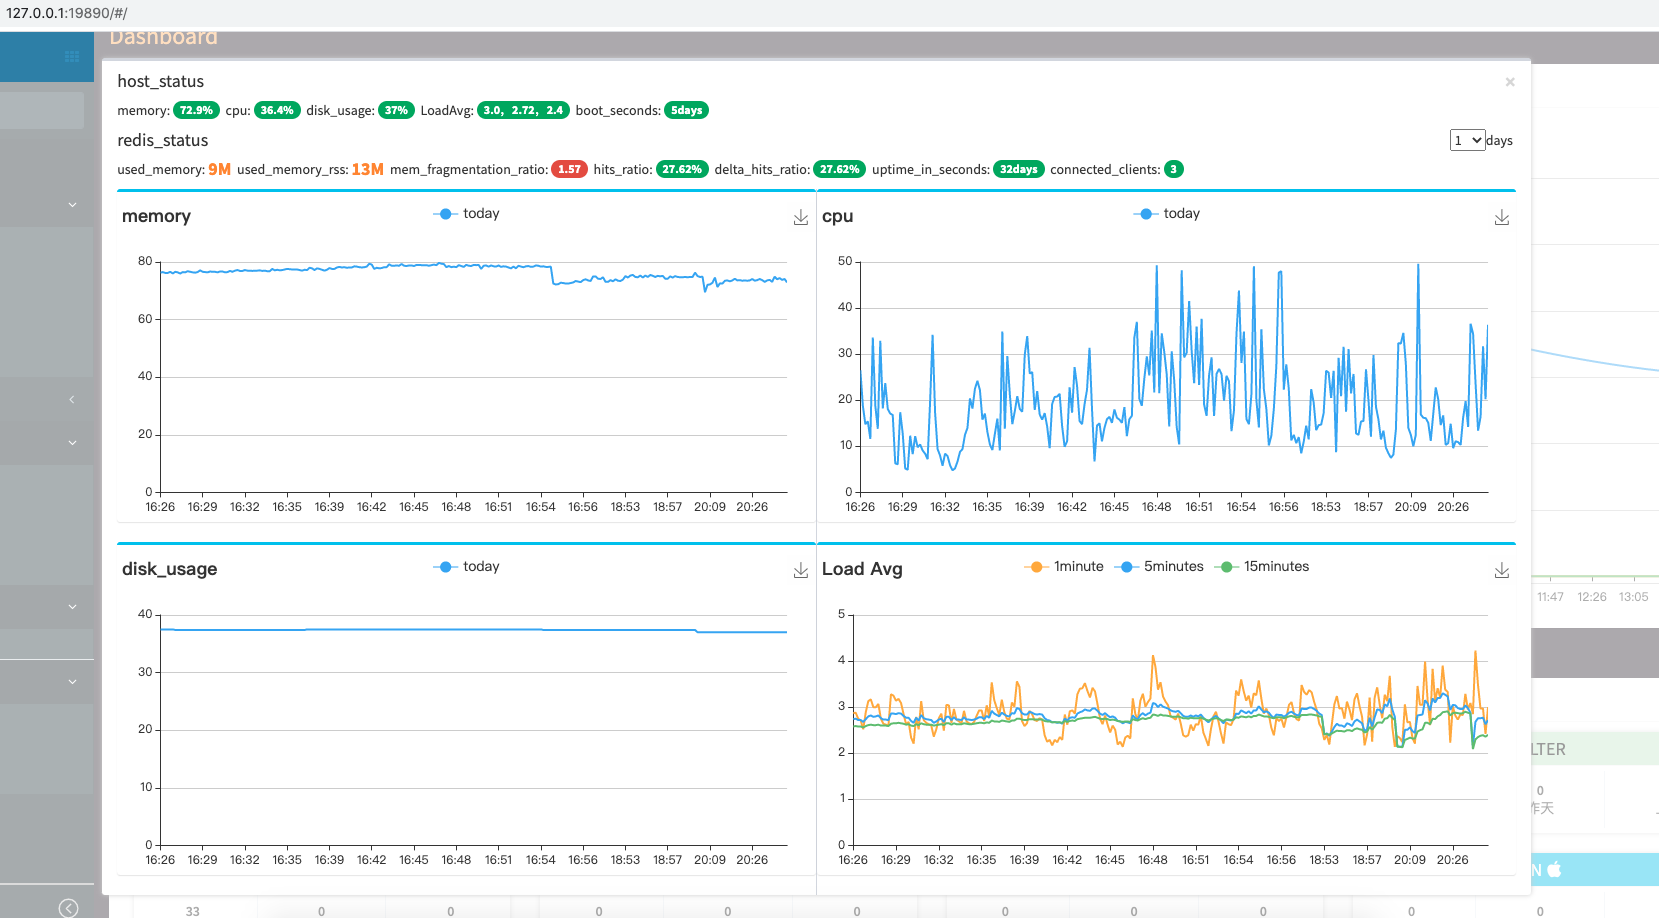 127.0.0.1:19890/#/
Dashboard
host_status
memory: 72.9% cpu: 36.4% disk_usage: 37% LoadAvg: 3.0, 2.72, 2.4 boot_seconds: 5days
redis_status
1 days
used_memory: 9M used_memory_rss: 13M mem_fragmentation_ratio: 1.57 hits_ratio: 27.62% delta_hits_ratio: 27.62% uptime_in_seconds: 32days connected_clients: 3
memory
today
80
60
40
20
0
16:26 16:29 16:32 16:35 16:39 16:42 16:45 16:48 16:51 16:54 16:56 18:53 18:57 20:09 20:26
cpu
today
50
40
30
20
10
0
16:26 16:29 16:32 16:35 16:39 16:42 16:45 16:48 16:51 16:54 16:56 18:53 18:57 20:09 20:26
disk_usage
today
40
30
20
10
0
16:26 16:29 16:32 16:35 16:39 16:42 16:45 16:48 16:51 16:54 16:56 18:53 18:57 20:09 20:26
Load Avg
1minute 5minutes 15minutes
5
4
3
2
1
0
16:26 16:29 16:32 16:35 16:39 16:42 16:45 16:48 16:51 16:54 16:56 18:53 18:57 20:09 20:26
11:47 12:26 13:05
LTER
0
昨天
N
33 0 0 0 0 0 0 0 0 0 0